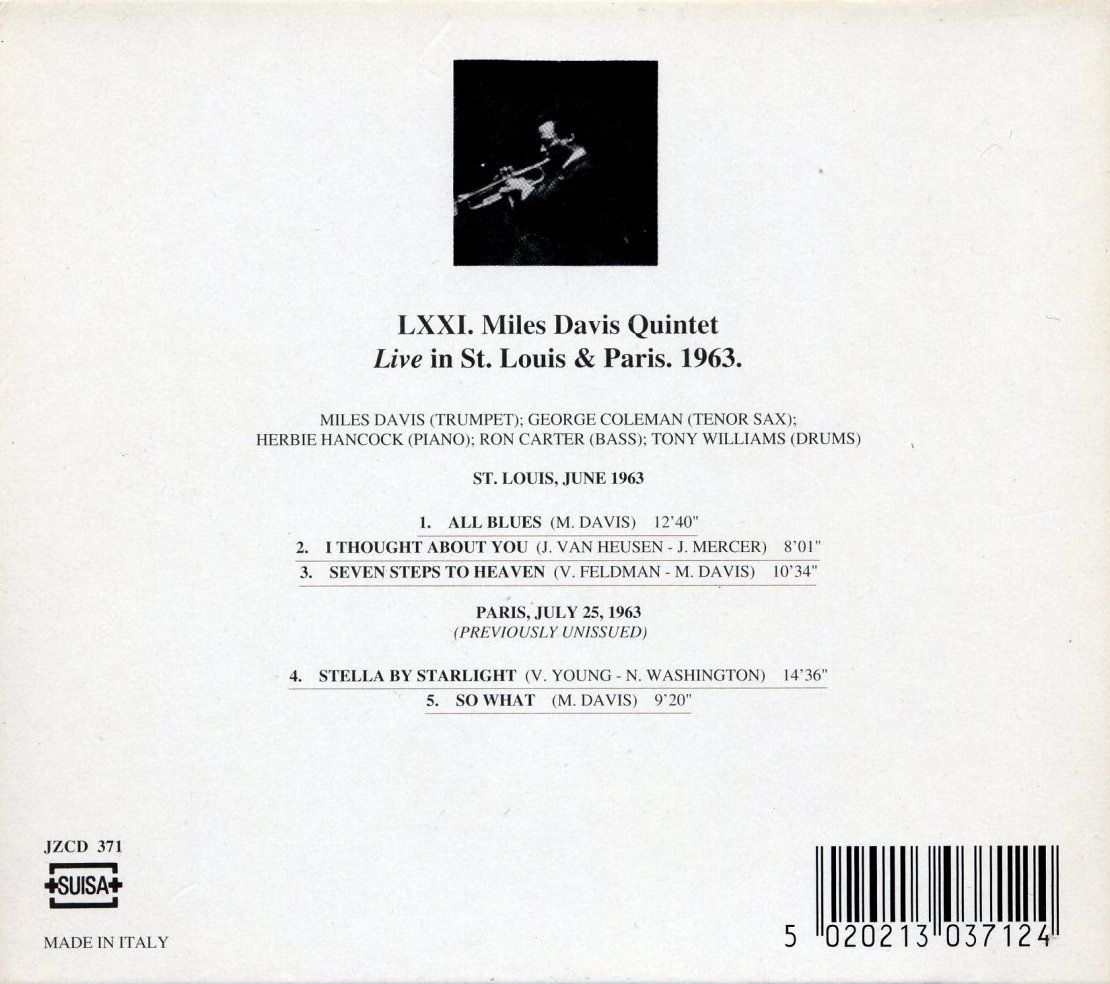 LXXI. Miles Davis Quintet
Live in St. Louis & Paris. 1963.
MILES DAVIS (TRUMPET); GEORGE COLEMAN (TENOR SAX);
HERBIE HANCOCK (PIANO); RON CARTER (BASS); TONY WILLIAMS (DRUMS)
ST. LOUIS, JUNE 1963
1. ALL BLUES (M. DAVIS) 12'40"
2. I THOUGHT ABOUT YOU (J. VAN HEUSEN - J. MERCER) 8'01"
3. SEVEN STEPS TO HEAVEN (V. FELDMAN - M. DAVIS) 10'34"
PARIS, JULY 25, 1963
(PREVIOUSLY UNISSUED)
4. STELLA BY STARLIGHT (V. YOUNG - N. WASHINGTON) 14'36"
5. SO WHAT (M. DAVIS) 9'20"
JZCD 371
SUISA
MADE IN ITALY
5 020213 037124